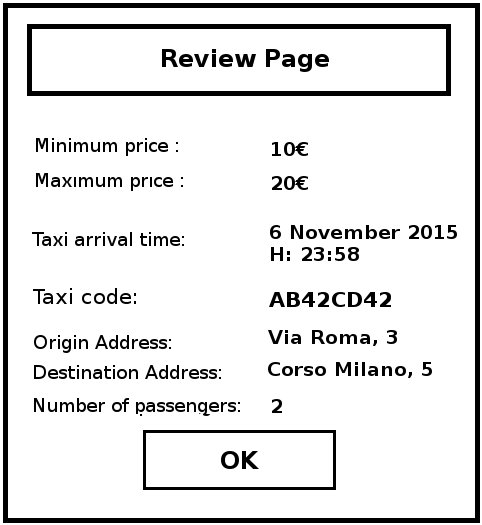 Review Page
Minimum price : 10€
Maximum price : 20€
Taxi arrival time: 6 November 2015
H: 23:58
Taxi code: AB42CD42
Origin Address: Via Roma, 3
Destination Address: Corso Milano, 5
Number of passengers: 2
OK